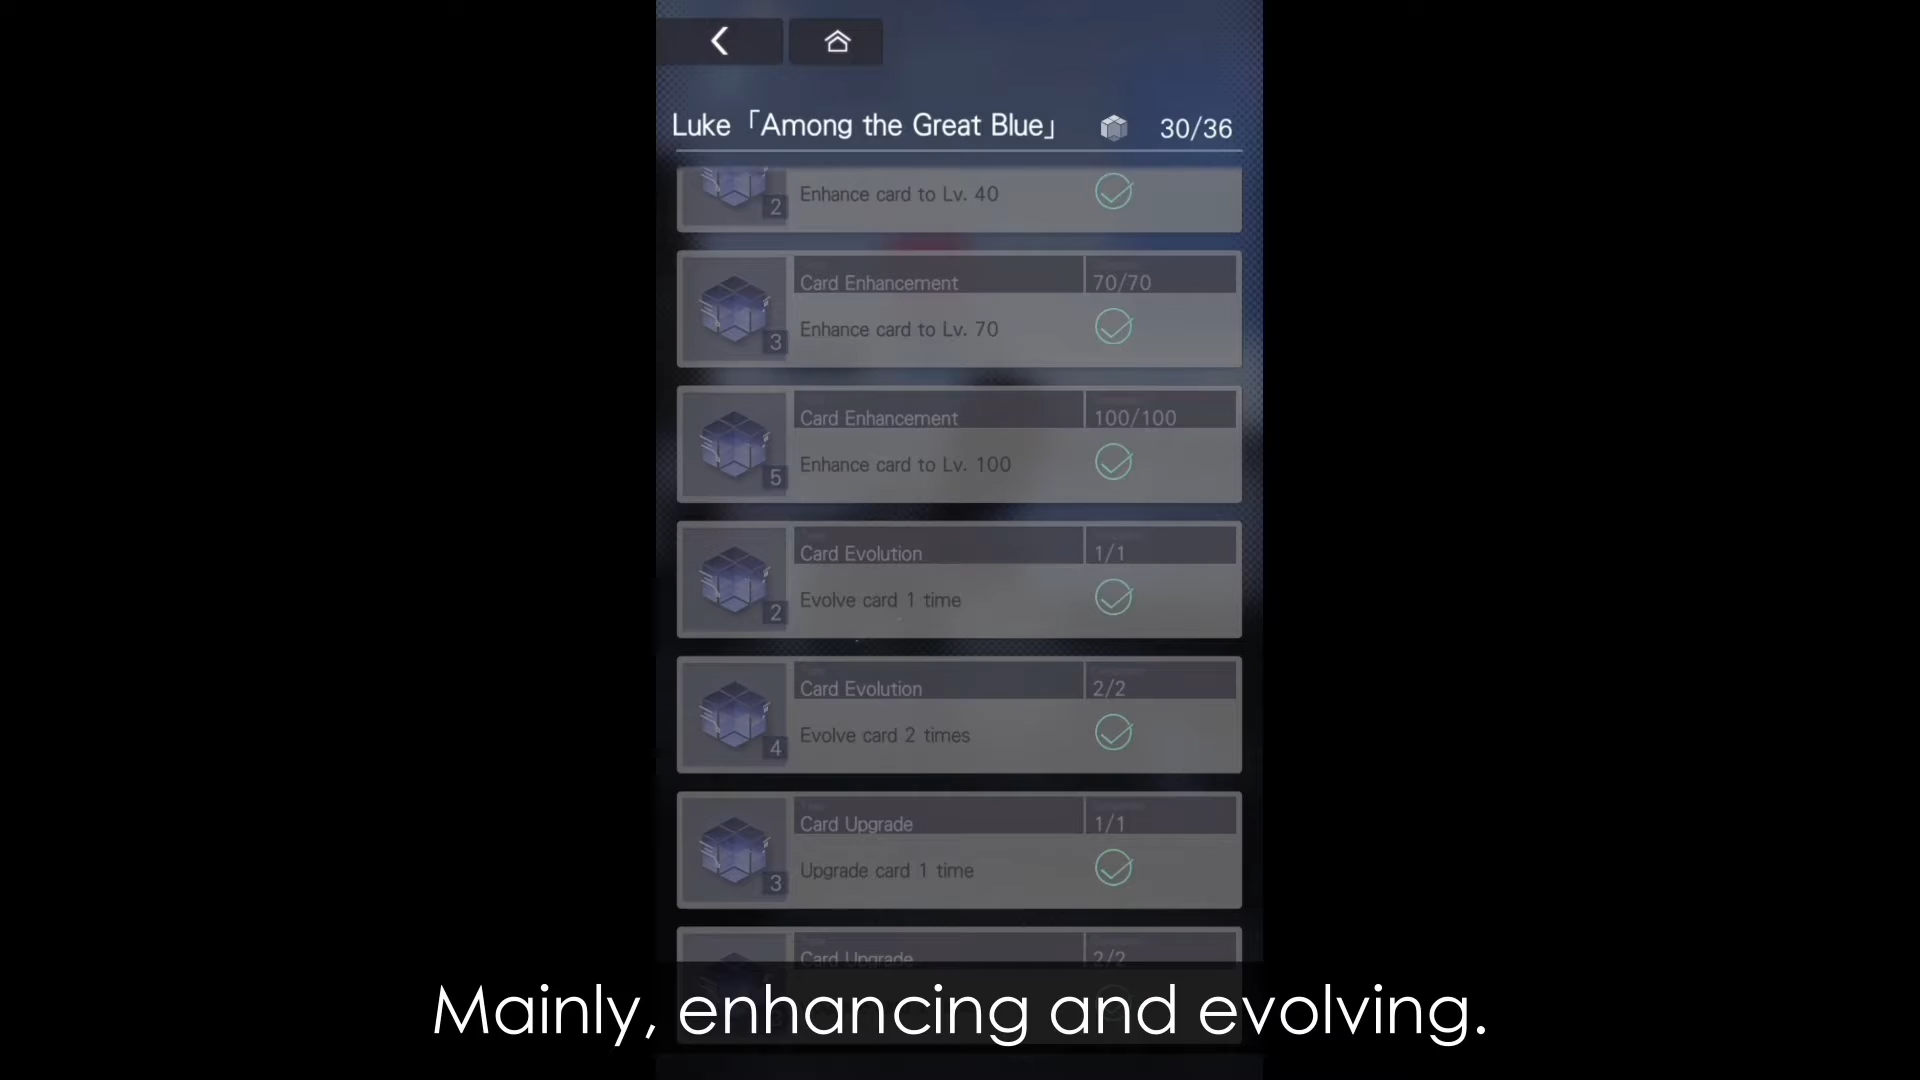 Luke「Among the Great Blue」 30/36
2 Enhance card to Lv. 40
Card Enhancement 70/70
3 Enhance card to Lv. 70
Card Enhancement 100/100
5 Enhance card to Lv. 100
Card Evolution 1/1
2 Evolve card 1 time
Card Evolution 2/2
4 Evolve card 2 times
Card Upgrade 1/1
3 Upgrade card 1 time
Card Upgrade 2/2
Mainly, enhancing and evolving.